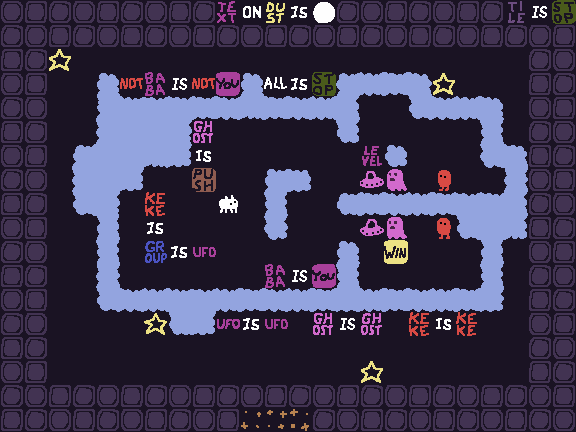 TEXT ON DUST IS TILE IS STOP
NOT BABA IS NOT YOU ALL IS STOP
GHOST
IS LEVEL
PUSH
KEKE
IS
GROUP IS UFO WIN
BABA IS YOU
UFO IS UFO GHOST IS GHOST KEKE IS KEKE